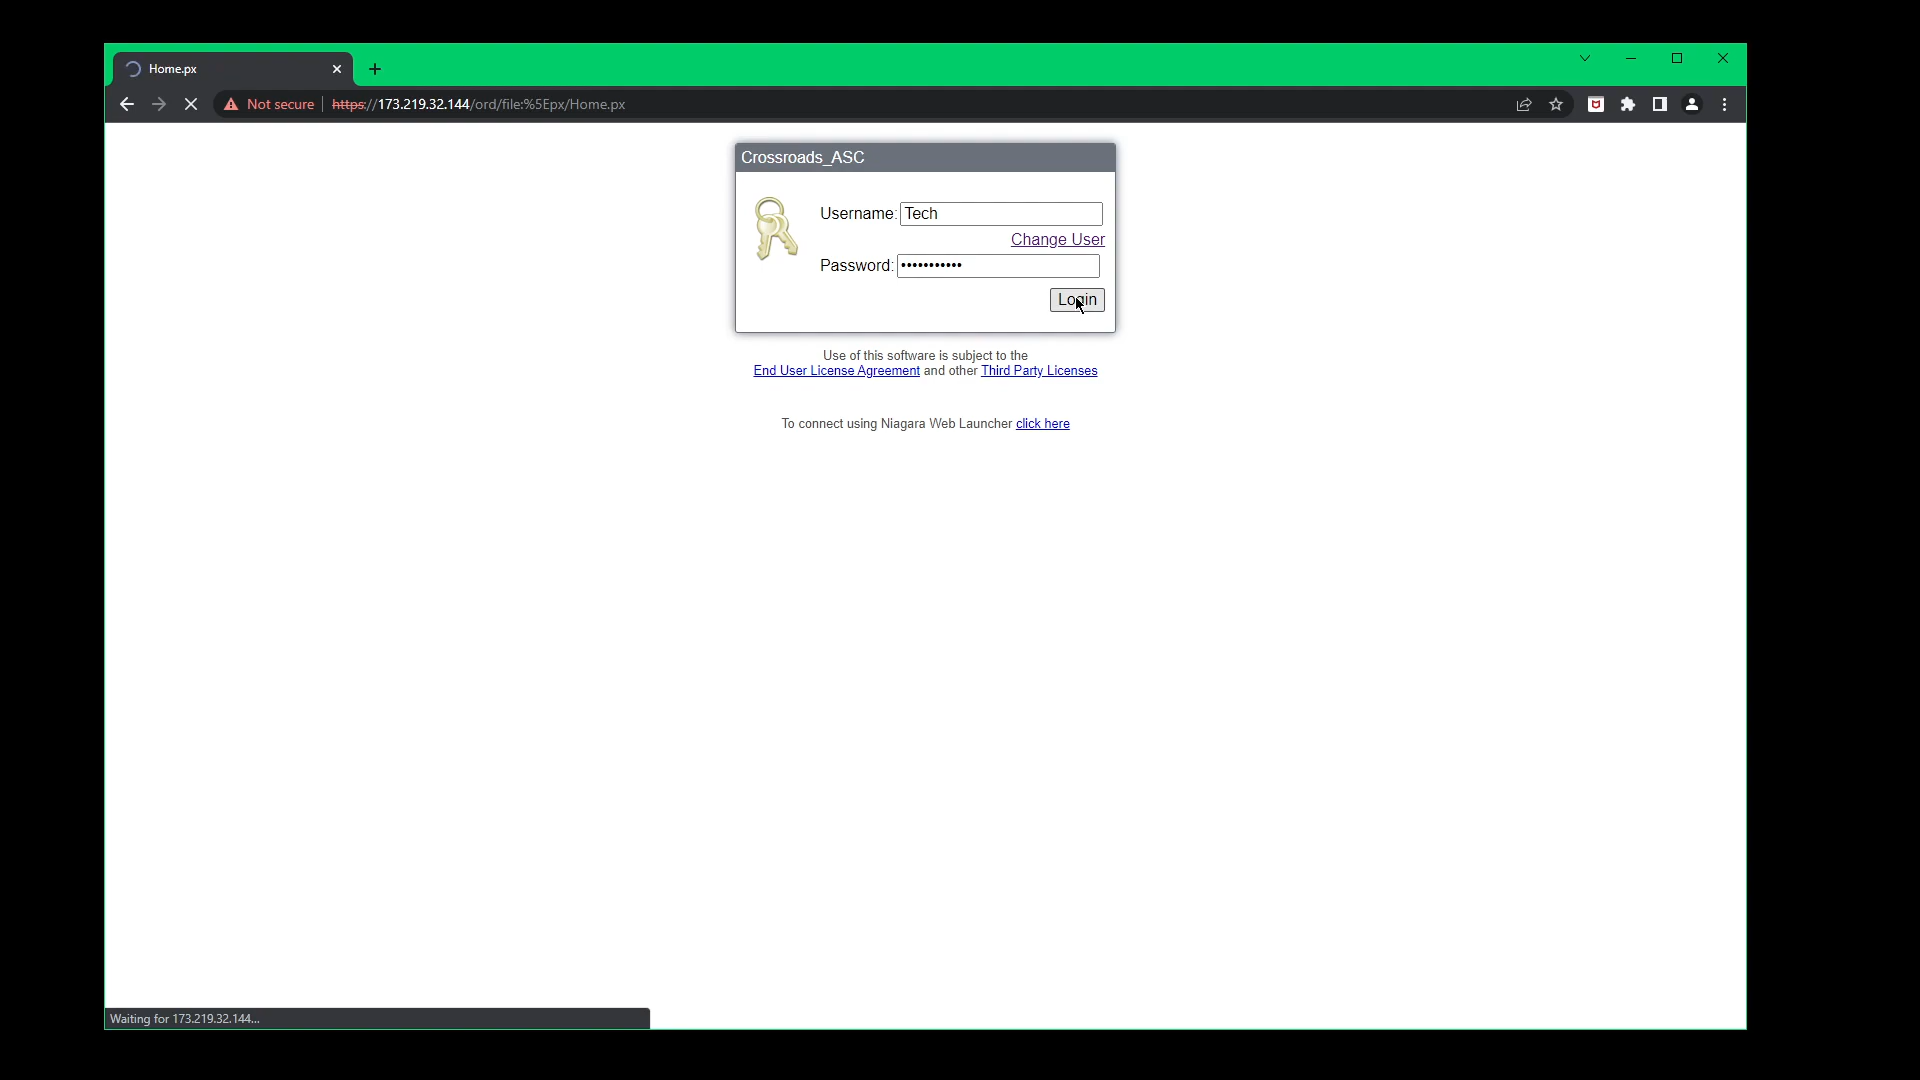 Home.px
Not secure https://173.219.32.144/ord/file:%5Epx/Home.px
Crossroads_ASC
Username: Tech
Change User
Password: •••••••••••
Login
Use of this software is subject to the
End User License Agreement and other Third Party Licenses
To connect using Niagara Web Launcher click here
Waiting for 173.219.32.144...